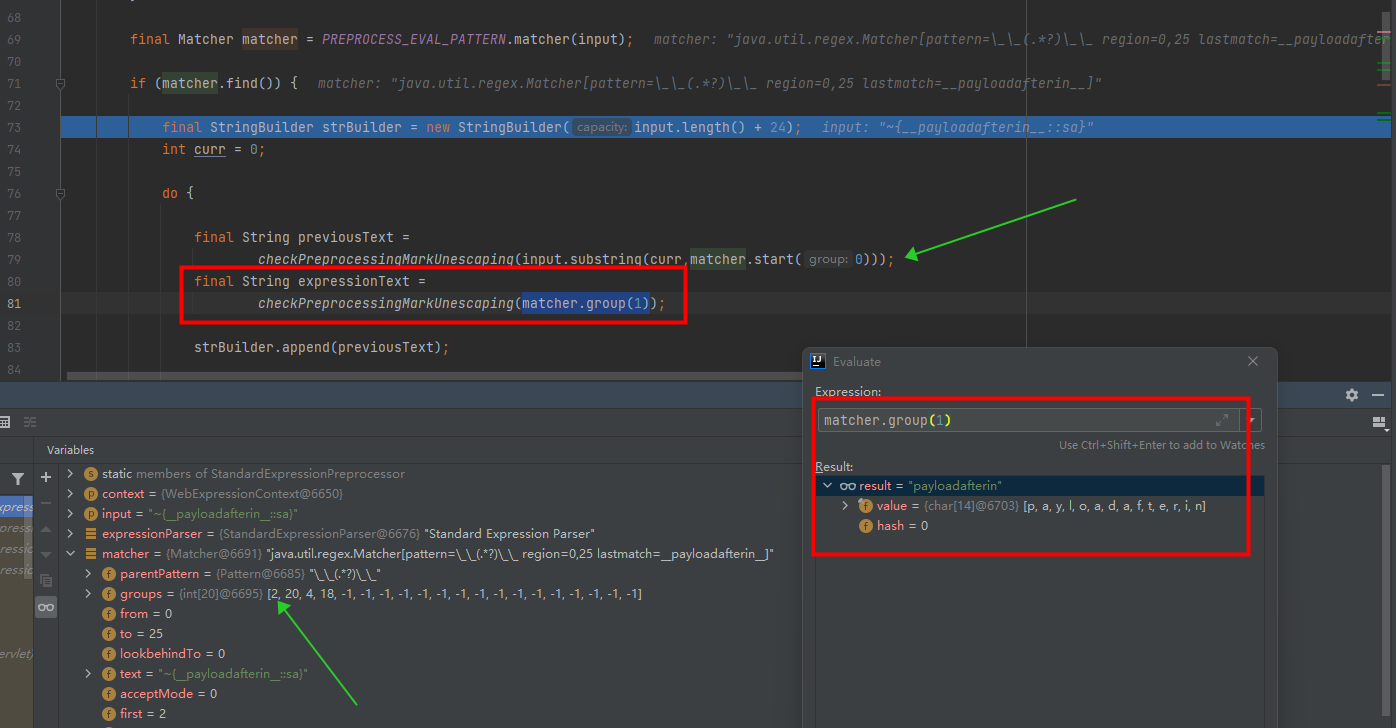 68
69 final Matcher matcher = PREPROCESS_EVAL_PATTERN.matcher(input); matcher: "java.util.regex.Matcher[pattern=\_\_(.*?)\_\_ region=0,25 lastmatch=__payloadafter
70
71 if (matcher.find()) { matcher: "java.util.regex.Matcher[pattern=\_\_(.*?)\_\_ region=0,25 lastmatch=__payloadafterin__]"
72
73 final StringBuilder strBuilder = new StringBuilder( capacity: input.length() + 24); input: "~{__payloadafterin__::sa}"
74 int curr = 0;
75
76 do {
77
78 final String previousText =
79 checkPreprocessingMarkUnescaping(input.substring(curr,matcher.start( group: 0)));
80 final String expressionText =
81 checkPreprocessingMarkUnescaping(matcher.group(1));
82
83 strBuilder.append(previousText);
84
Evaluate
Expression:
matcher.group(1)
Use Ctrl+Shift+Enter to add to Watches
Result:
result = "payloadafterin"
value = {char[14]@6703} [p, a, y, l, o, a, d, a, f, t, e, r, i, n]
hash = 0
Variables
static members of StandardExpressionPreprocessor
context = {WebExpressionContext@6650}
input = "~{__payloadafterin__::sa}"
expressionParser = {StandardExpressionParser@6676} "Standard Expression Parser"
matcher = {Matcher@6691} "java.util.regex.Matcher[pattern=\_\_(.*?)\_\_ region=0,25 lastmatch=__payloadafterin__]"
parentPattern = {Pattern@6685} "\_\_(.*?)\_\_"
groups = {int[20]@6695} [2, 20, 4, 18, -1, -1, -1, -1, -1, -1, -1, -1, -1, -1, -1, -1, -1, -1, -1, -1]
from = 0
to = 25
lookbehindTo = 0
text = "~{__payloadafterin__::sa}"
acceptMode = 0
first = 2